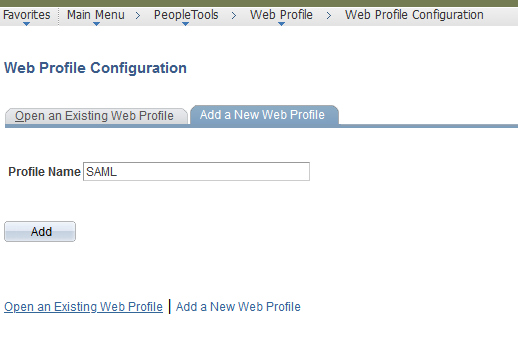 Favorites Main Menu > PeopleTools > Web Profile > Web Profile Configuration
Web Profile Configuration
Open an Existing Web Profile Add a New Web Profile
Profile Name SAML
Add
Open an Existing Web Profile | Add a New Web Profile